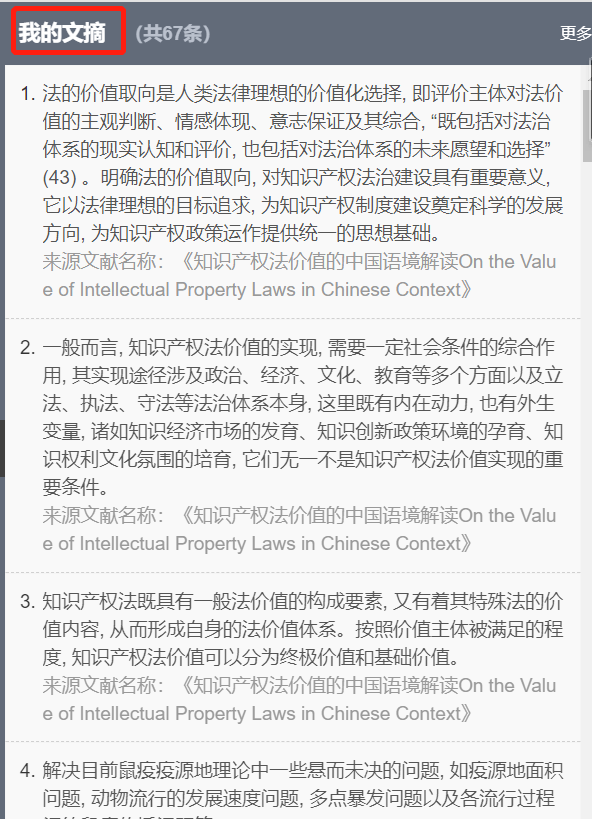 我的文摘 (共67条) 更多
1. 法的价值取向是人类法律理想的价值化选择, 即评价主体对法价
值的主观判断、情感体现、意志保证及其综合, “既包括对法治
体系的现实认知和评价, 也包括对法治体系的未来愿望和选择”
(43) 。明确法的价值取向, 对知识产权法治建设具有重要意义,
它以法律理想的目标追求, 为知识产权制度建设奠定科学的发展
方向, 为知识产权政策运作提供统一的思想基础。
来源文献名称：《知识产权法价值的中国语境解读On the Valu
e of Intellectual Property Laws in Chinese Context》
2. 一般而言, 知识产权法价值的实现, 需要一定社会条件的综合作
用, 其实现途径涉及政治、经济、文化、教育等多个方面以及立
法、执法、守法等法治体系本身, 这里既有内在动力, 也有外生
变量, 诸如知识经济市场的发育、知识创新政策环境的孕育、知
识权利文化氛围的培育, 它们无一不是知识产权法价值实现的重
要条件。
来源文献名称：《知识产权法价值的中国语境解读On the Valu
e of Intellectual Property Laws in Chinese Context》
3. 知识产权法既具有一般法价值的构成要素, 又有着其特殊法的价
值内容, 从而形成自身的法价值体系。按照价值主体被满足的程
度, 知识产权法价值可以分为终极价值和基础价值。
来源文献名称：《知识产权法价值的中国语境解读On the Valu
e of Intellectual Property Laws in Chinese Context》
4. 解决目前鼠疫疫源地理论中一些悬而未决的问题, 如疫源地面积
问题, 动物流行的发展速度问题, 多点暴发问题以及各流行过程